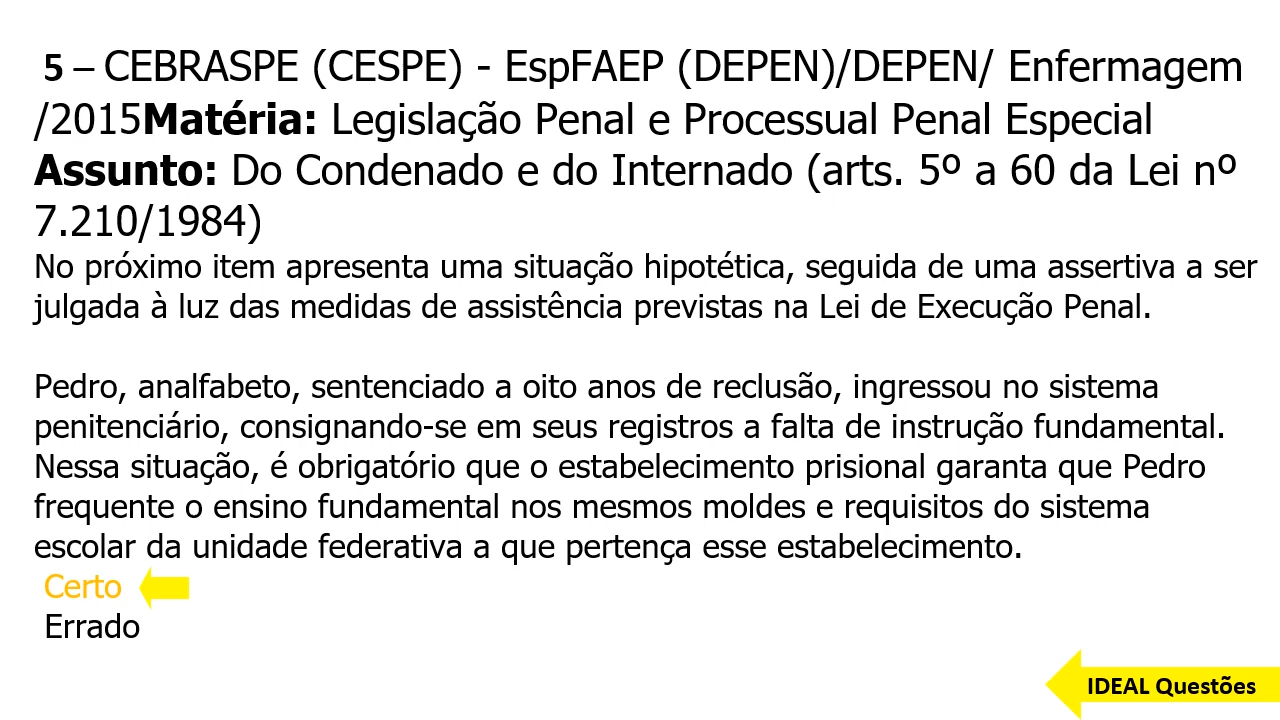 5 – CEBRASPE (CESPE) - EspFAEP (DEPEN)/DEPEN/ Enfermagem
/2015Matéria: Legislação Penal e Processual Penal Especial
Assunto: Do Condenado e do Internado (arts. 5º a 60 da Lei nº
7.210/1984)
No próximo item apresenta uma situação hipotética, seguida de uma assertiva a ser
julgada à luz das medidas de assistência previstas na Lei de Execução Penal.
Pedro, analfabeto, sentenciado a oito anos de reclusão, ingressou no sistema
penitenciário, consignando-se em seus registros a falta de instrução fundamental.
Nessa situação, é obrigatório que o estabelecimento prisional garanta que Pedro
frequente o ensino fundamental nos mesmos moldes e requisitos do sistema
escolar da unidade federativa a que pertença esse estabelecimento.
Certo
Errado
IDEAL Questões